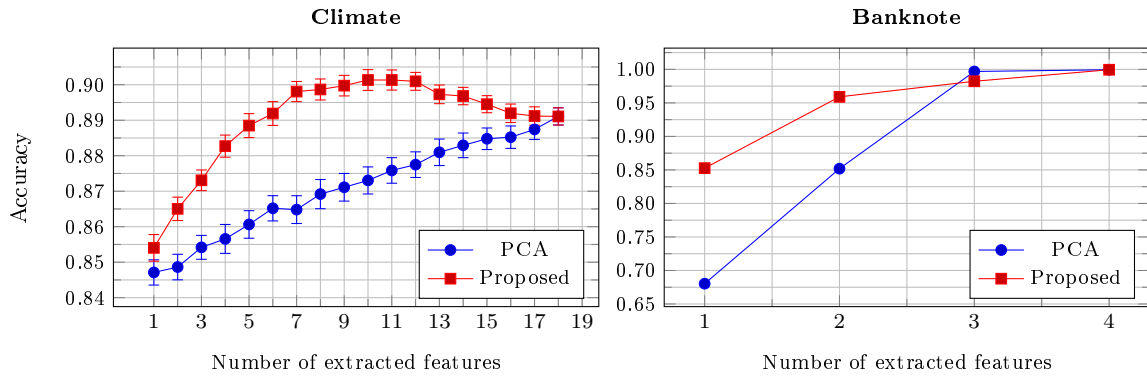 Climate
Accuracy
0.90
0.89
0.88
0.87
0.86
0.85
0.84
PCA
Proposed
1 3 5 7 9 11 13 15 17 19
Number of extracted features
Banknote
1.00
0.95
0.90
0.85
0.80
0.75
0.70
0.65
PCA
Proposed
1 2 3 4
Number of extracted features